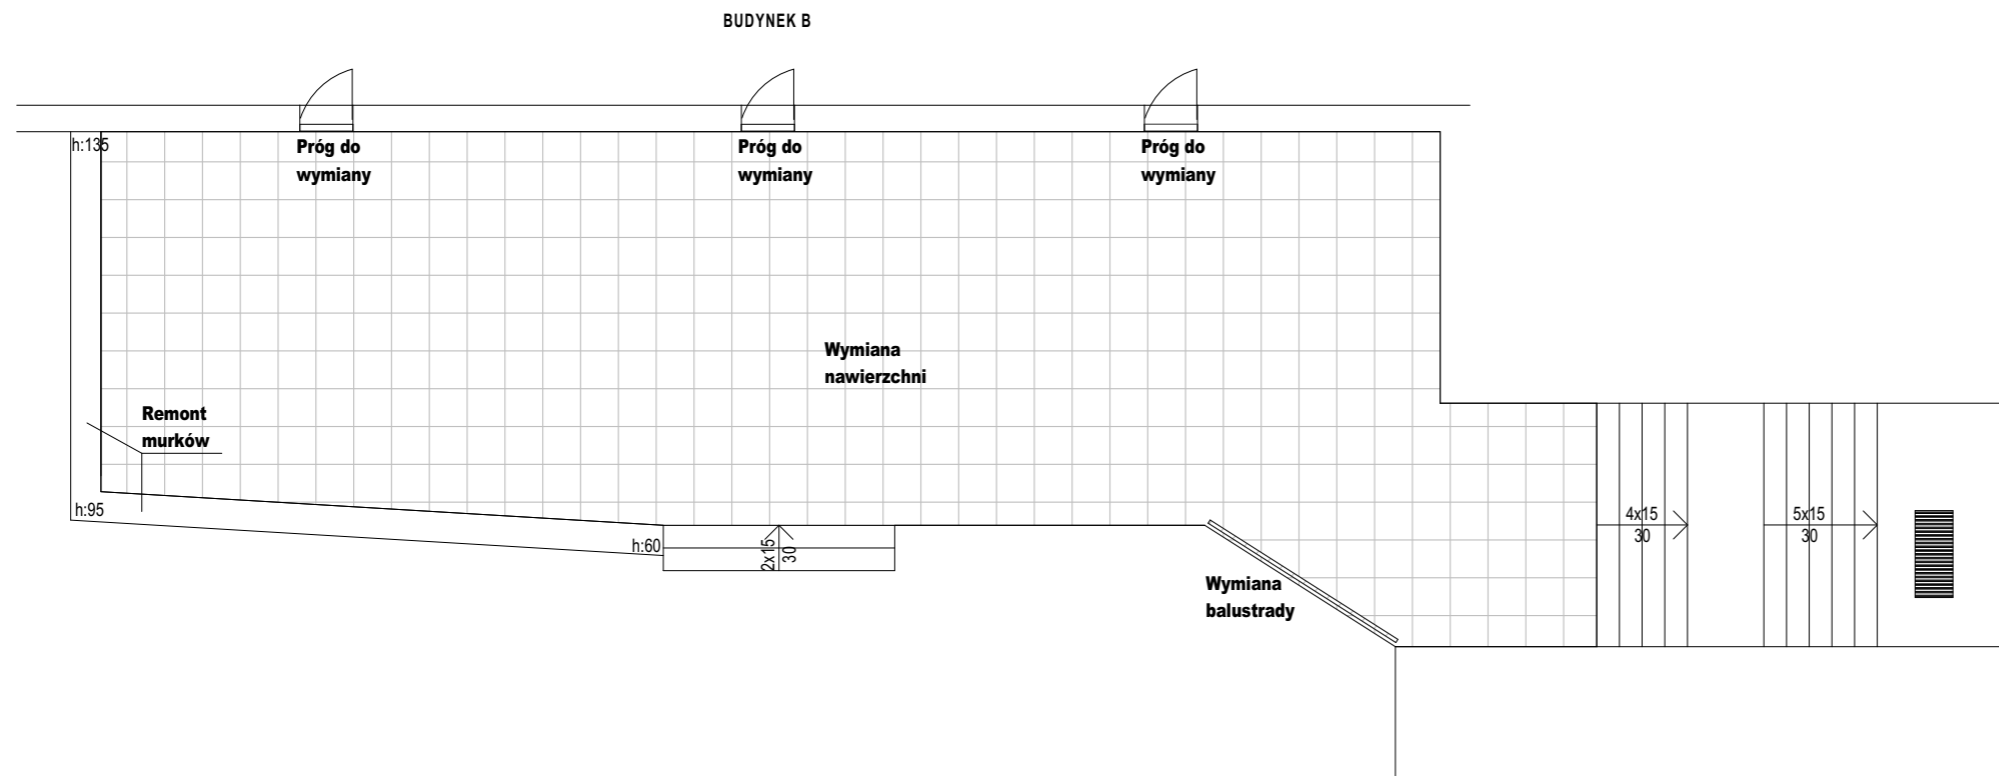 BUDYNEK B
h:135
Próg do
wymiany
Próg do
wymiany
Próg do
wymiany
Wymiana
nawierzchni
Remont
murków
h:95
h:60
2x15
30
4x15
30
5x15
30
Wymiana
balustrady